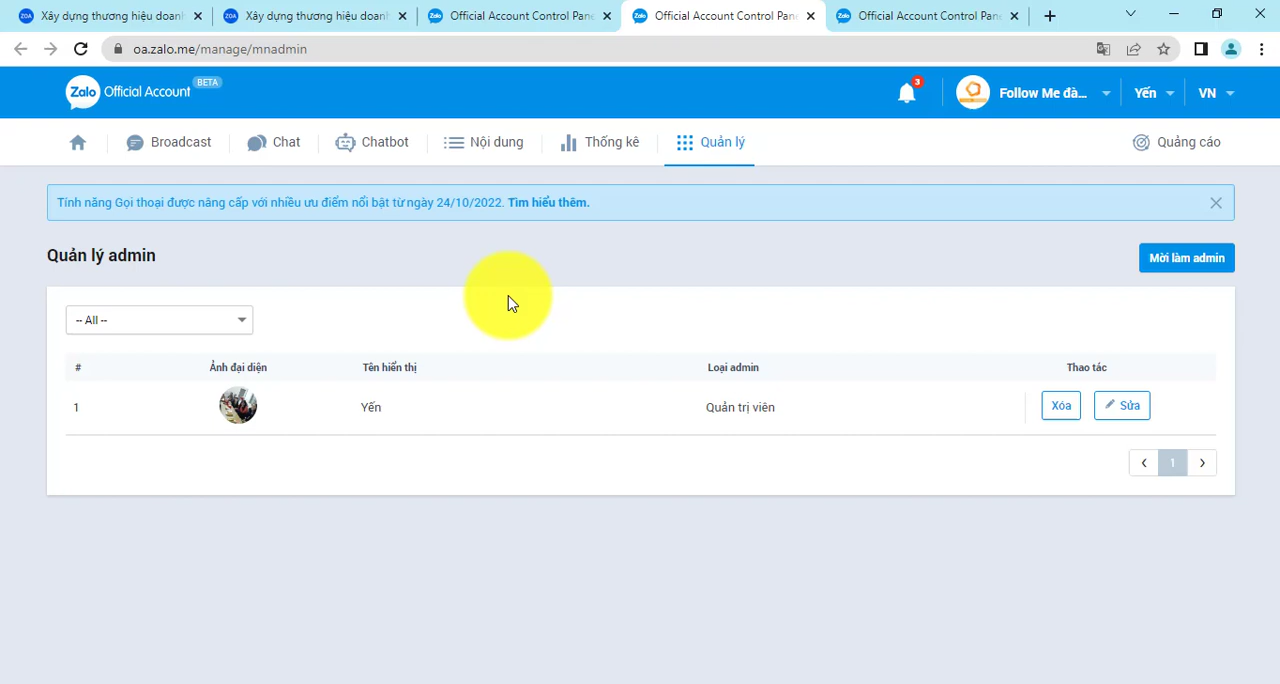 Xây dựng thương hiệu doanh
Xây dựng thương hiệu doanh
Official Account Control Pane
Official Account Control Pane
Official Account Control Pane
oa.zalo.me/manage/mnadmin
Zalo Official Account BETA
3
Follow Me đà...
Yến
VN
Broadcast
Chat
Chatbot
Nội dung
Thống kê
Quản lý
Quảng cáo
Tính năng Gọi thoại được nâng cấp với nhiều ưu điểm nổi bật từ ngày 24/10/2022. Tìm hiểu thêm.
Quản lý admin
Mời làm admin
-- All --
# Ảnh đại diện Tên hiển thị Loại admin Thao tác
1 Yến Quản trị viên Xóa Sửa
1